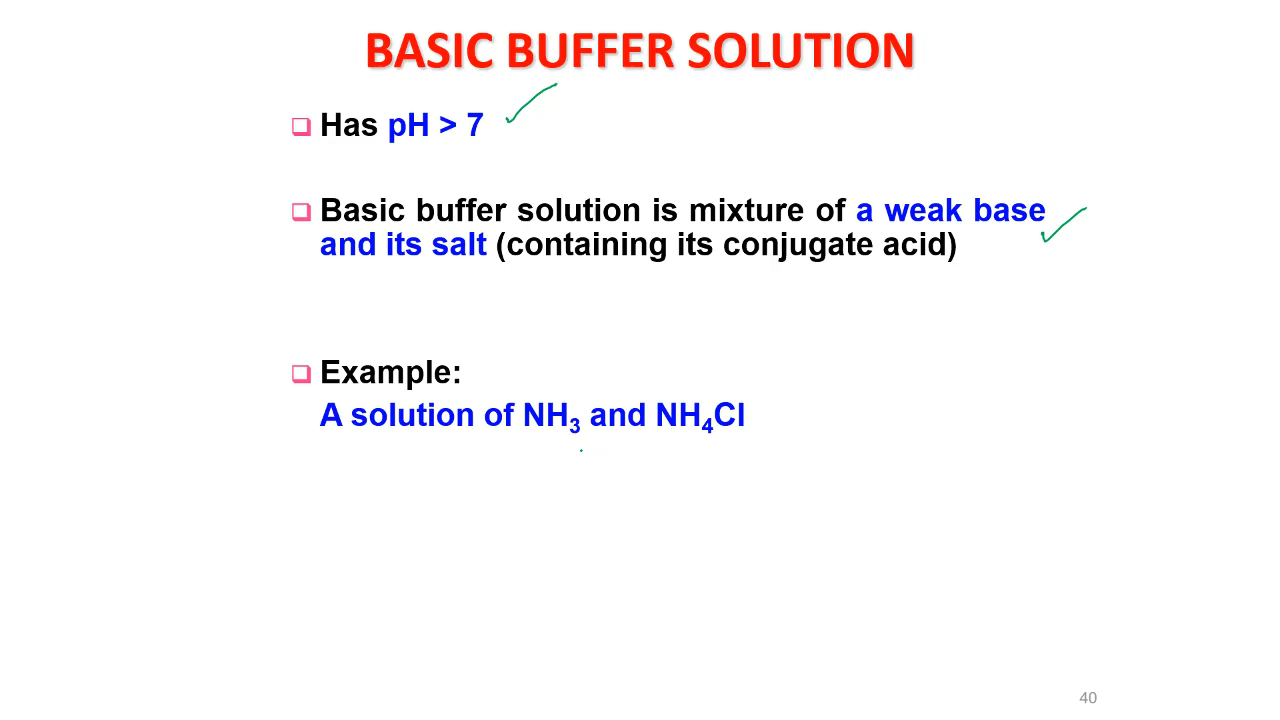 BASIC BUFFER SOLUTION
Has pH > 7
Basic buffer solution is mixture of a weak base
and its salt (containing its conjugate acid)
Example:
A solution of NH₃ and NH₄Cl
40